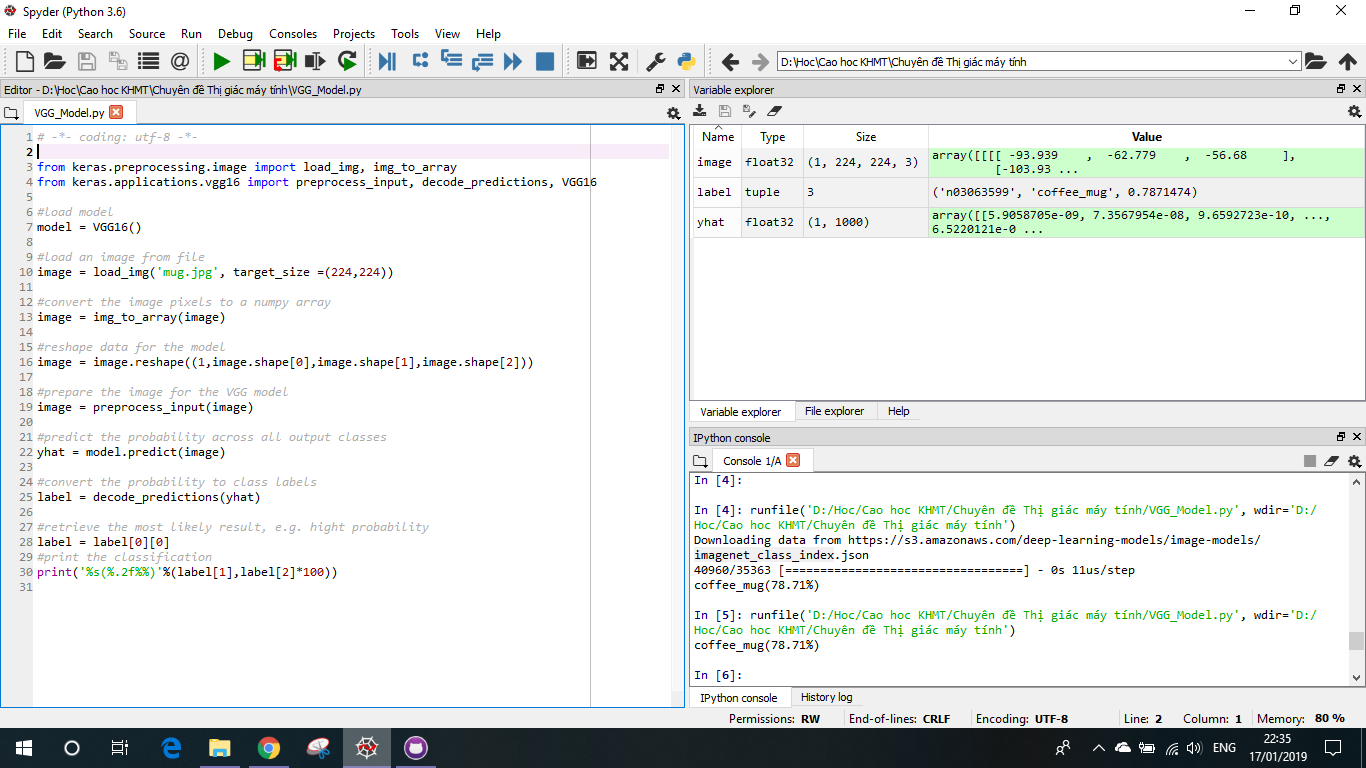 Spyder (Python 3.6)
File Edit Search Source Run Debug Consoles Projects Tools View Help
D:\Hoc\Cao hoc KHMT\Chuyên đề Thị giác máy tính
Editor - D:\Hoc\Cao hoc KHMT\Chuyên đề Thị giác máy tính\VGG_Model.py
VGG_Model.py
1 # -*- coding: utf-8 -*-
2
3 from keras.preprocessing.image import load_img, img_to_array
4 from keras.applications.vgg16 import preprocess_input, decode_predictions, VGG16
5
6 #load model
7 model = VGG16()
8
9 #load an image from file
10 image = load_img('mug.jpg', target_size =(224,224))
11
12 #convert the image pixels to a numpy array
13 image = img_to_array(image)
14
15 #reshape data for the model
16 image = image.reshape((1,image.shape[0],image.shape[1],image.shape[2]))
17
18 #prepare the image for the VGG model
19 image = preprocess_input(image)
20
21 #predict the probability across all output classes
22 yhat = model.predict(image)
23
24 #convert the probability to class labels
25 label = decode_predictions(yhat)
26
27 #retrieve the most likely result, e.g. hight probability
28 label = label[0][0]
29 #print the classification
30 print('%s(%.2f%%)'%(label[1],label[2]*100))
31
Variable explorer
Name Type Size Value
image float32 (1, 224, 224, 3) array([[[[ -93.939 , -62.779 , -56.68 ],
[-103.93 ...
label tuple 3 ('n03063599', 'coffee_mug', 0.7871474)
yhat float32 (1, 1000) array([[5.9058705e-09, 7.3567954e-08, 9.6592723e-10, ...,
6.5220121e-0 ...
Variable explorer File explorer Help
IPython console
Console 1/A
In [4]:
In [4]: runfile('D:/Hoc/Cao hoc KHMT/Chuyên đề Thị giác máy tính/VGG_Model.py', wdir='D:/
Hoc/Cao hoc KHMT/Chuyên đề Thị giác máy tính')
Downloading data from https://s3.amazonaws.com/deep-learning-models/image-models/
imagenet_class_index.json
40960/35363 [==================================] - 0s 11us/step
coffee_mug(78.71%)
In [5]: runfile('D:/Hoc/Cao hoc KHMT/Chuyên đề Thị giác máy tính/VGG_Model.py', wdir='D:/
Hoc/Cao hoc KHMT/Chuyên đề Thị giác máy tính')
coffee_mug(78.71%)
In [6]:
IPython console History log
Permissions: RW End-of-lines: CRLF Encoding: UTF-8 Line: 2 Column: 1 Memory: 80 %
ENG
22:35
17/01/2019